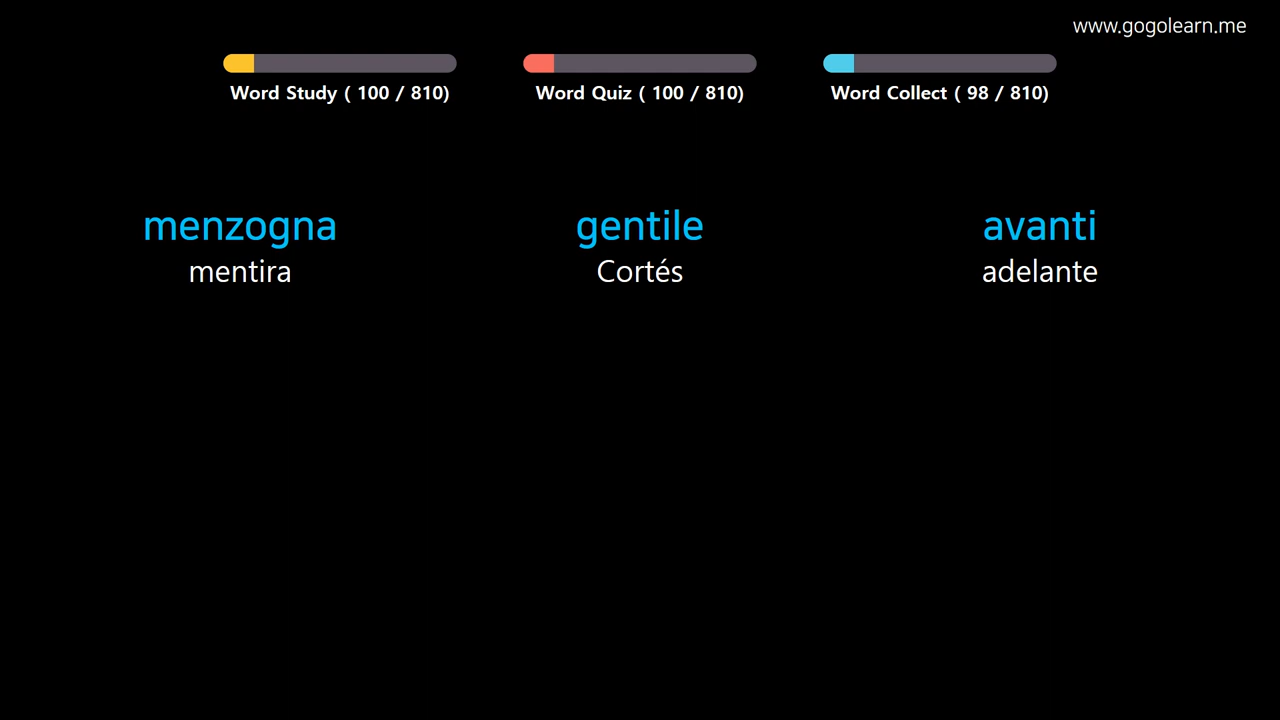 www.gogolearn.me
Word Study ( 100 / 810)
Word Quiz ( 100 / 810)
Word Collect ( 98 / 810)
menzogna
mentira
gentile
Cortés
avanti
adelante